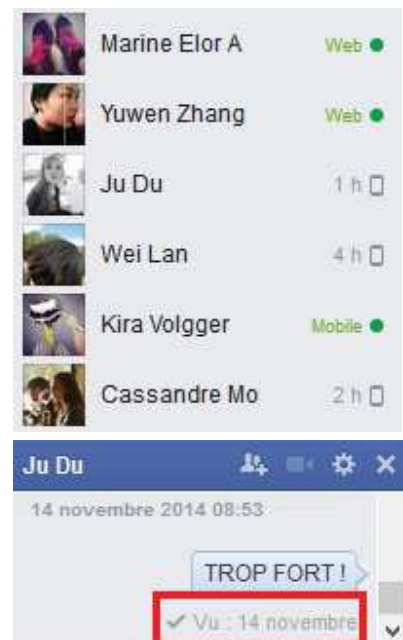 Marine Elor A Web
Yuwen Zhang Web
Ju Du 1 h
Wei Lan 4 h
Kira Volgger Mobile
Cassandre Mo 2 h
Ju Du
14 novembre 2014 08:53
TROP FORT !
Vu : 14 novembre